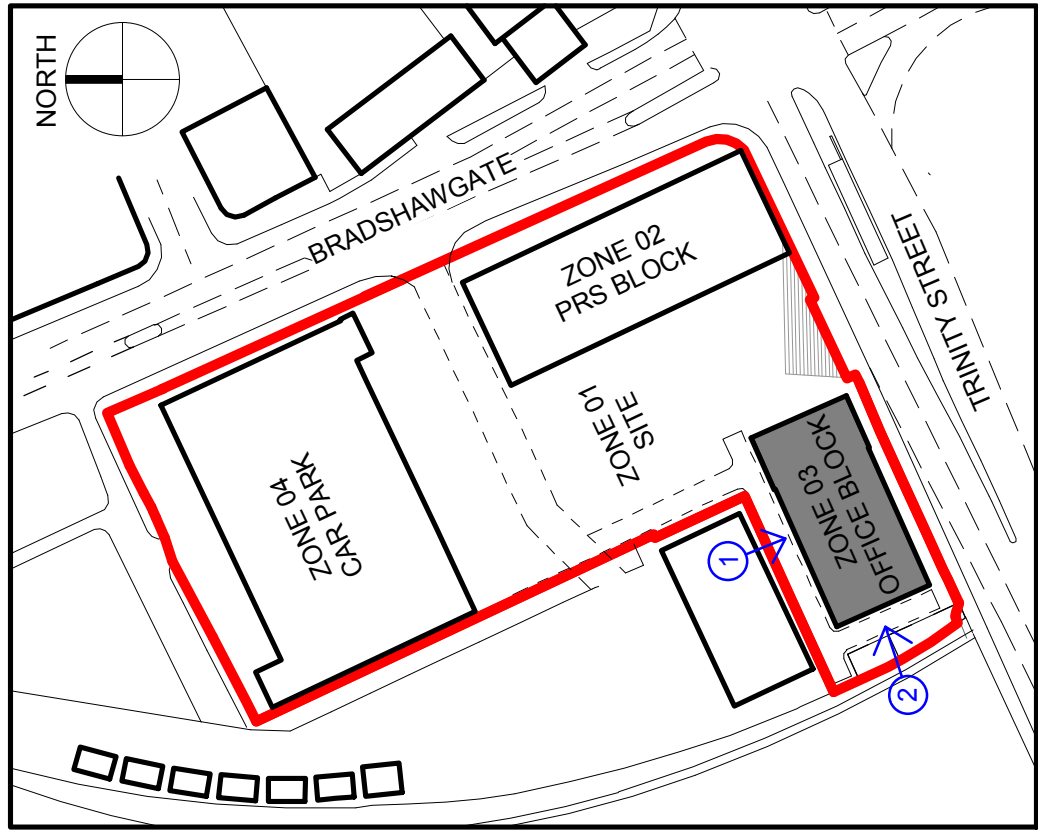 NORTH
BRADSHAWGATE
ZONE 02
PRS BLOCK
ZONE 01
SITE
ZONE 04
CAR PARK
TRINITY STREET
ZONE 03
OFFICE BLOCK
1
2